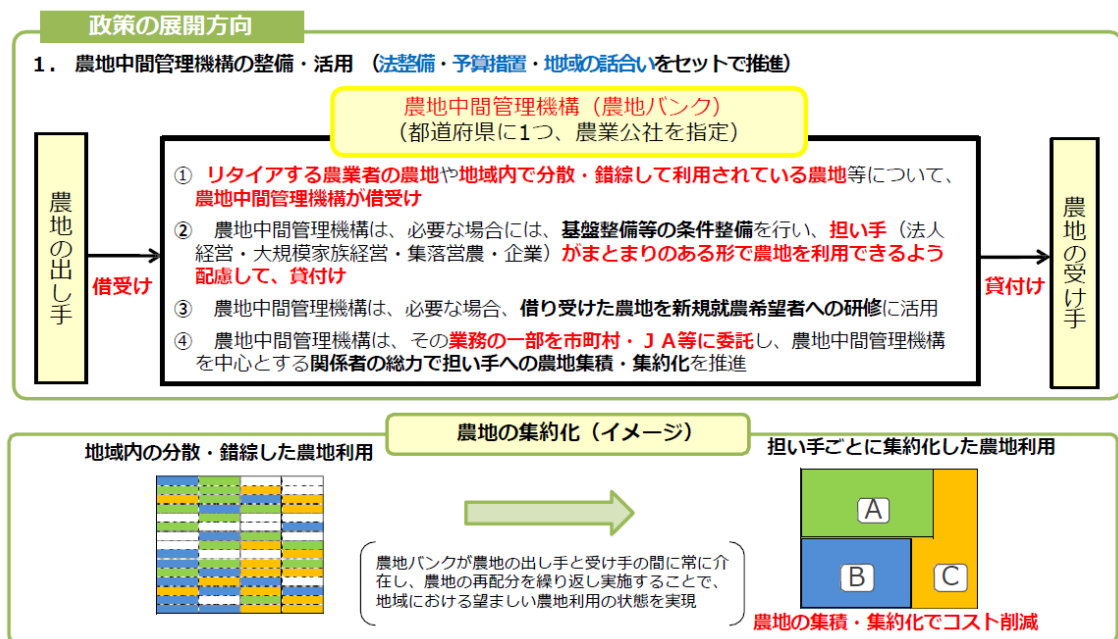 政策の展開方向
１． 農地中間管理機構の整備・活用 （法整備・予算措置・地域の話合いをセットで推進）
農地中間管理機構（農地バンク）
（都道府県に1つ、農業公社を指定）
農地の出し手
借受け
① リタイアする農業者の農地や地域内で分散・錯綜して利用されている農地等について、
農地中間管理機構が借受け
② 農地中間管理機構は、必要な場合には、基盤整備等の条件整備を行い、担い手（法人
経営・大規模家族経営・集落営農・企業）がまとまりのある形で農地を利用できるよう
配慮して、貸付け
③ 農地中間管理機構は、必要な場合、借り受けた農地を新規就農希望者への研修に活用
④ 農地中間管理機構は、その業務の一部を市町村・ＪＡ等に委託し、農地中間管理機構
を中心とする関係者の総力で担い手への農地集積・集約化を推進
貸付け
農地の受け手
農地の集約化（イメージ）
地域内の分散・錯綜した農地利用
農地バンクが農地の出し手と受け手の間に常に介
在し、農地の再配分を繰り返し実施することで、
地域における望ましい農地利用の状態を実現
担い手ごとに集約化した農地利用
A
B
C
農地の集積・集約化でコスト削減